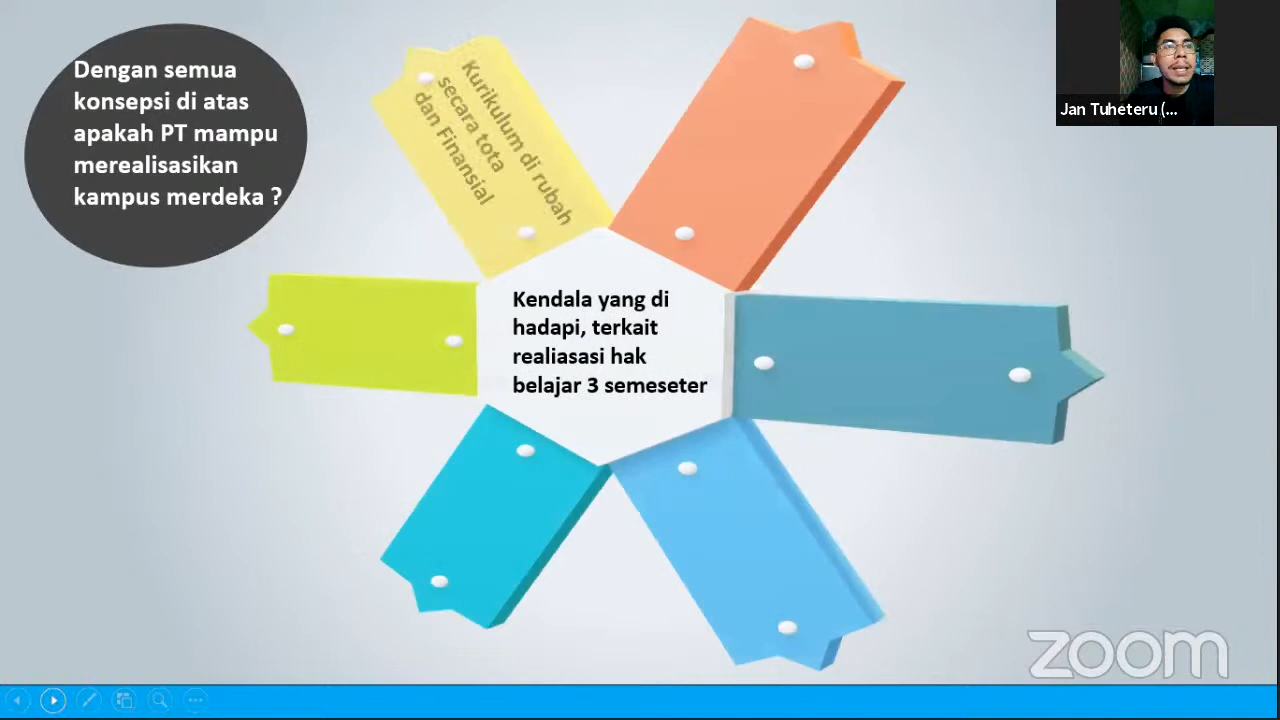 Dengan semua
konsepsi di atas
apakah PT mampu
merealisasikan
kampus merdeka ?
Kurikulum di rubah
secara tota
dan Finansial
Kendala yang di
hadapi, terkait
realiasasi hak
belajar 3 semeseter
Jan Tuheteru (...
zoom